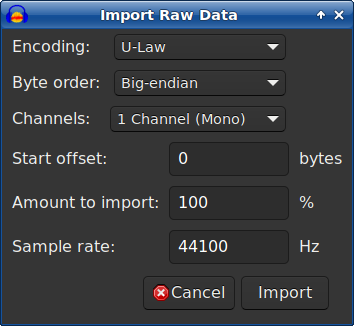 Import Raw Data
Encoding: U-Law
Byte order: Big-endian
Channels: 1 Channel (Mono)
Start offset: 0 bytes
Amount to import: 100 %
Sample rate: 44100 Hz
Cancel Import